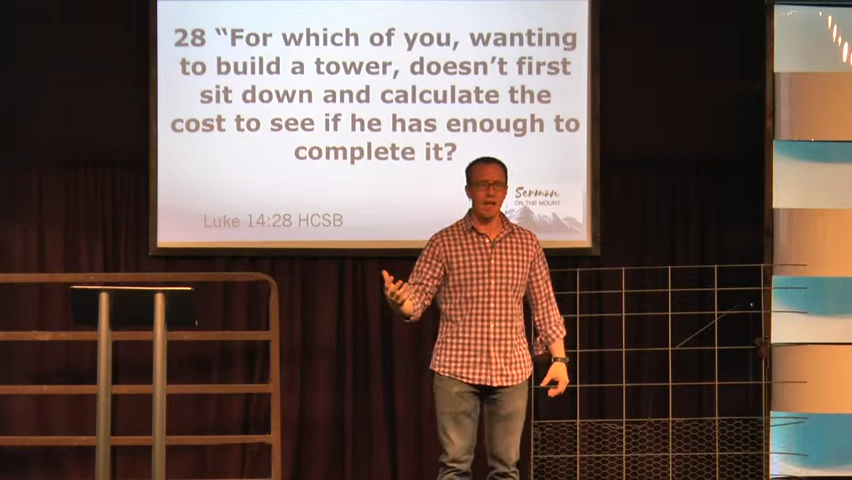 28 “For which of you, wanting
to build a tower, doesn’t first
sit down and calculate the
cost to see if he has enough to
complete it?
Sermon
ON THE MOUNT
Luke 14:28 HCSB